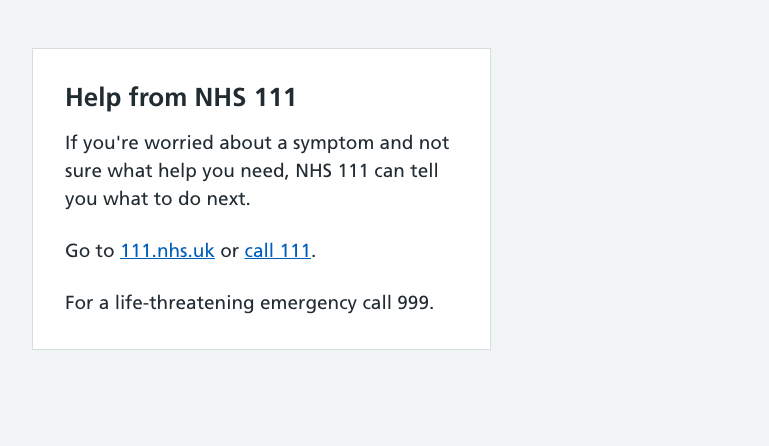 Help from NHS 111
If you're worried about a symptom and not
sure what help you need, NHS 111 can tell
you what to do next.
Go to 111.nhs.uk or call 111.
For a life-threatening emergency call 999.